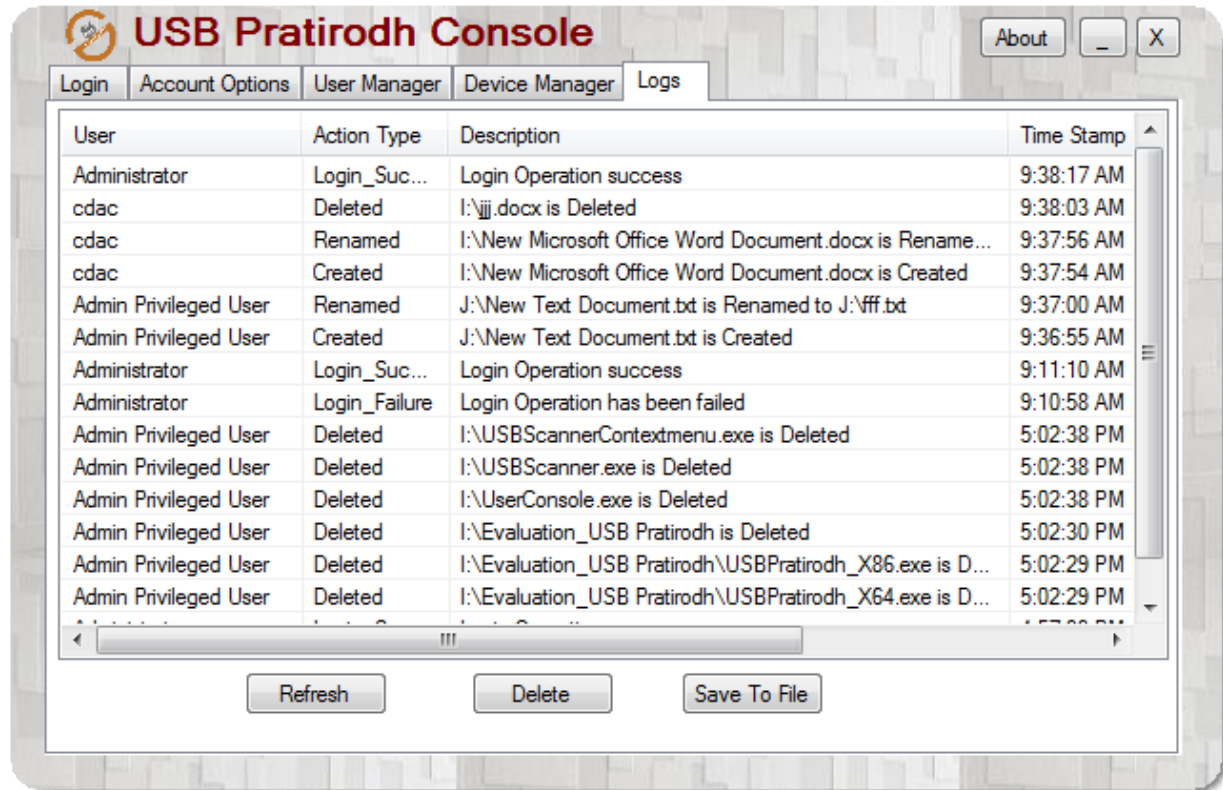 USB Pratirodh Console
About _ X
Login Account Options User Manager Device Manager Logs
User Action Type Description Time Stamp
Administrator Login_Suc... Login Operation success 9:38:17 AM
cdac Deleted I:\jjj.docx is Deleted 9:38:03 AM
cdac Renamed I:\New Microsoft Office Word Document.docx is Rename... 9:37:56 AM
cdac Created I:\New Microsoft Office Word Document.docx is Created 9:37:54 AM
Admin Privileged User Renamed J:\New Text Document.txt is Renamed to J:\fff.txt 9:37:00 AM
Admin Privileged User Created J:\New Text Document.txt is Created 9:36:55 AM
Administrator Login_Suc... Login Operation success 9:11:10 AM
Administrator Login_Failure Login Operation has been failed 9:10:58 AM
Admin Privileged User Deleted I:\USBScannerContextmenu.exe is Deleted 5:02:38 PM
Admin Privileged User Deleted I:\USBScanner.exe is Deleted 5:02:38 PM
Admin Privileged User Deleted I:\UserConsole.exe is Deleted 5:02:38 PM
Admin Privileged User Deleted I:\Evaluation_USB Pratirodh is Deleted 5:02:30 PM
Admin Privileged User Deleted I:\Evaluation_USB Pratirodh\USBPratirodh_X86.exe is D... 5:02:29 PM
Admin Privileged User Deleted I:\Evaluation_USB Pratirodh\USBPratirodh_X64.exe is D... 5:02:29 PM
Refresh Delete Save To File